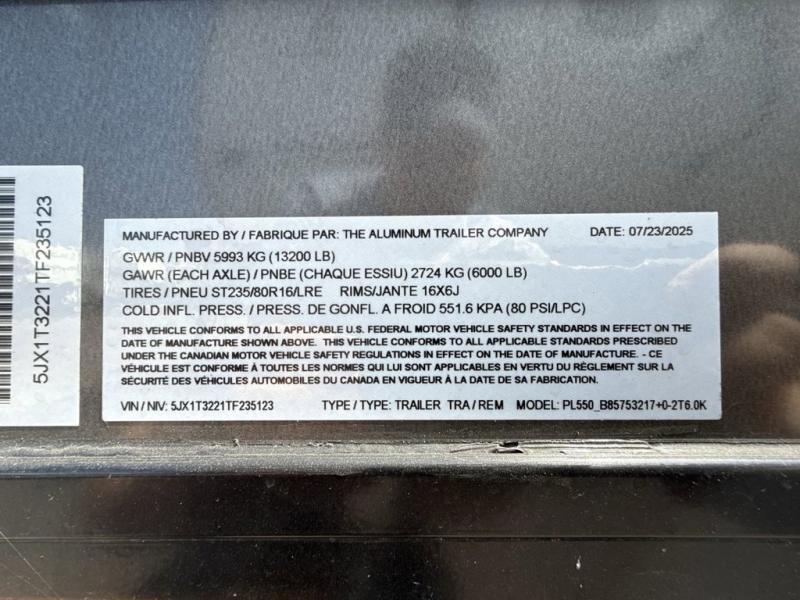 5JX1T3221TF235123
MANUFACTURED BY / FABRIQUE PAR: THE ALUMINUM TRAILER COMPANY DATE: 07/23/2025
GVWR / PNBV 5993 KG (13200 LB)
GAWR (EACH AXLE) / PNBE (CHAQUE ESSIU) 2724 KG (6000 LB)
TIRES / PNEU ST235/80R16/LRE RIMS/JANTE 16X6J
COLD INFL. PRESS. / PRESS. DE GONFL. A FROID 551.6 KPA (80 PSI/LPC)
THIS VEHICLE CONFORMS TO ALL APPLICABLE U.S. FEDERAL MOTOR VEHICLE SAFETY STANDARDS IN EFFECT ON THE
DATE OF MANUFACTURE SHOWN ABOVE. THIS VEHICLE CONFORMS TO ALL APPLICABLE STANDARDS PRESCRIBED
UNDER THE CANADIAN MOTOR VEHICLE SAFETY REGULATIONS IN EFFECT ON THE DATE OF MANUFACTURE. - CE
VÉHICULE EST CONFORME À TOUTES LES NORMES QUI LUI SONT APPLICABLES EN VERTU DU RÈGLEMENT SUR LA
SÉCURITÉ DES VÉHICULES AUTOMOBILES DU CANADA EN VIGUEUR À LA DATE DE SA FABRICATION.
VIN / NIV: 5JX1T3221TF235123 TYPE / TYPE: TRAILER TRA / REM MODEL: PL550_B85753217+0-2T6.0K